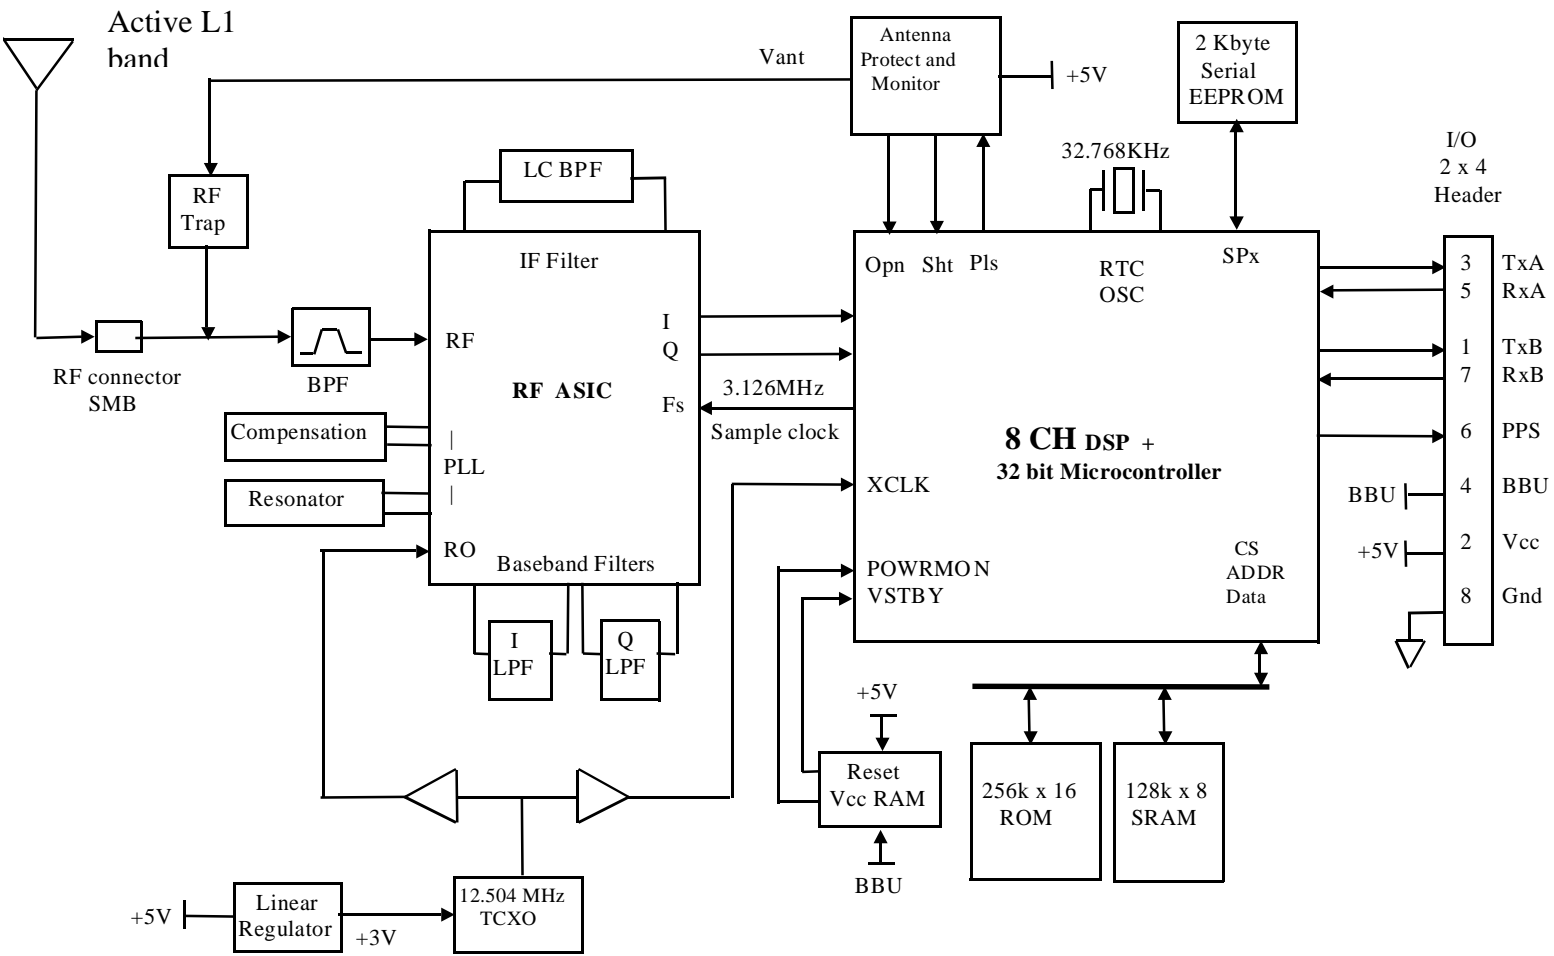 Active L1
band
Vant
Antenna
Protect and
Monitor
+5V
2 Kbyte
Serial
EEPROM
I/O
2 x 4
Header
32.768KHz
LC BPF
RF
Trap
IF Filter
Opn Sht Pls
RTC
OSC
SPx
3 TxA
5 RxA
1 TxB
7 RxB
6 PPS
BBU 4 BBU
+5V 2 Vcc
8 Gnd
RF connector
SMB
BPF
RF
I
Q
Fs
RF ASIC
3.126MHz
Sample clock
8 CH DSP +
32 bit Microcontroller
Compensation
| 
PLL
|
Resonator
XCLK
RO
Baseband Filters
POWRMON
VSTBY
CS
ADDR
Data
I
LPF
Q
LPF
+5V
Reset
Vcc RAM
BBU
256k x 16
ROM
128k x 8
SRAM
+5V
Linear
Regulator
+3V
12.504 MHz
TCXO